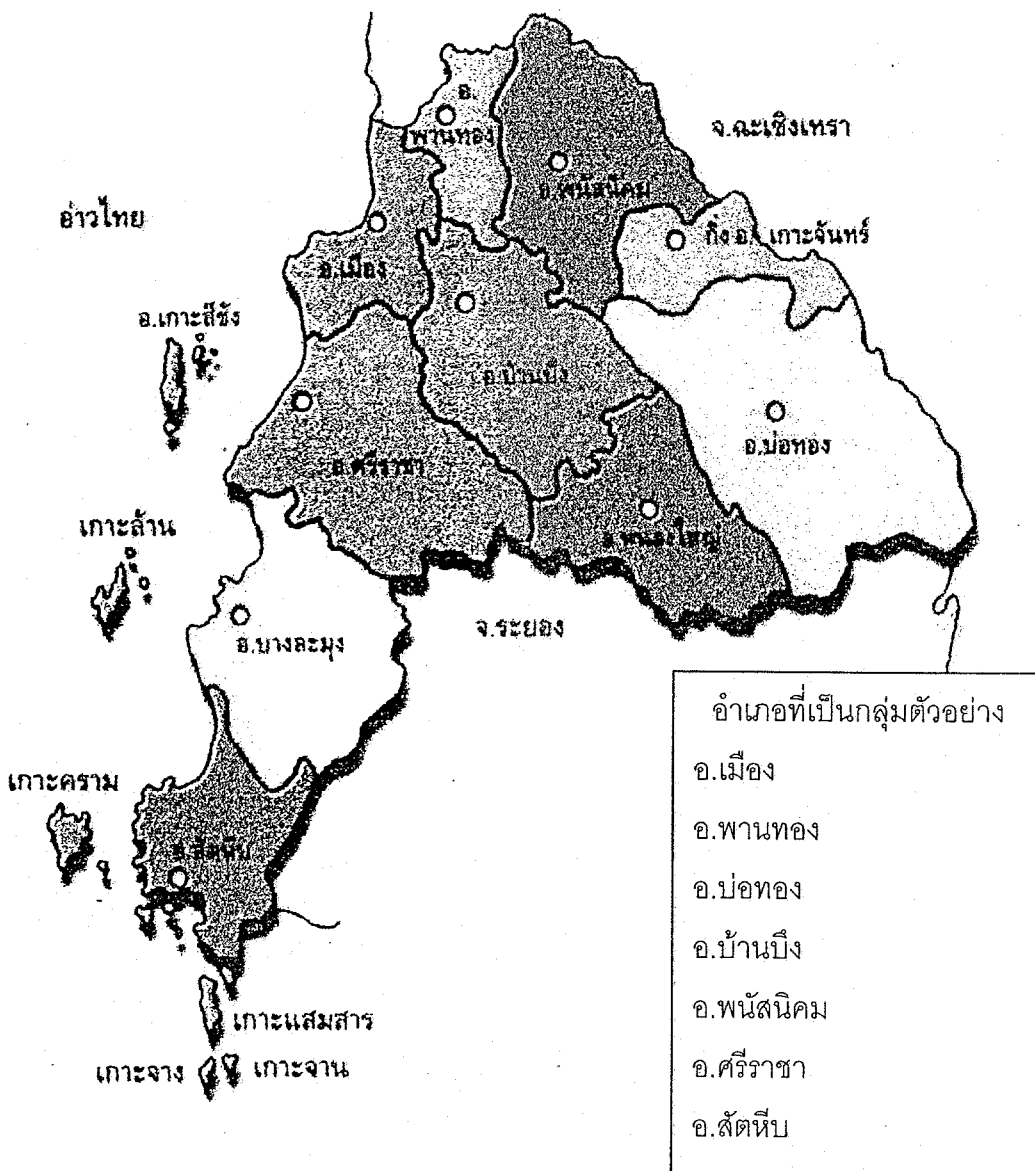 อ.
พานทอง
จ.ฉะเชิงเทรา
อ.พนัสนิคม
อ่าวไทย
กิ่ง อ. เกาะจันทร์
อ.เมือง
อ.เกาะสีชัง
อ.บ้านบึง
อ.บ่อทอง
อ.ศรีราชา
เกาะล้าน
อ.หนองใหญ่
จ.ระยอง
อ.บางละมุง
เกาะคราม
อ.สัตหีบ
เกาะแสมสาร
เกาะจาง
เกาะจาน
อำเภอที่เป็นกลุ่มตัวอย่าง
อ.เมือง
อ.พานทอง
อ.บ่อทอง
อ.บ้านบึง
อ.พนัสนิคม
อ.ศรีราชา
อ.สัตหีบ